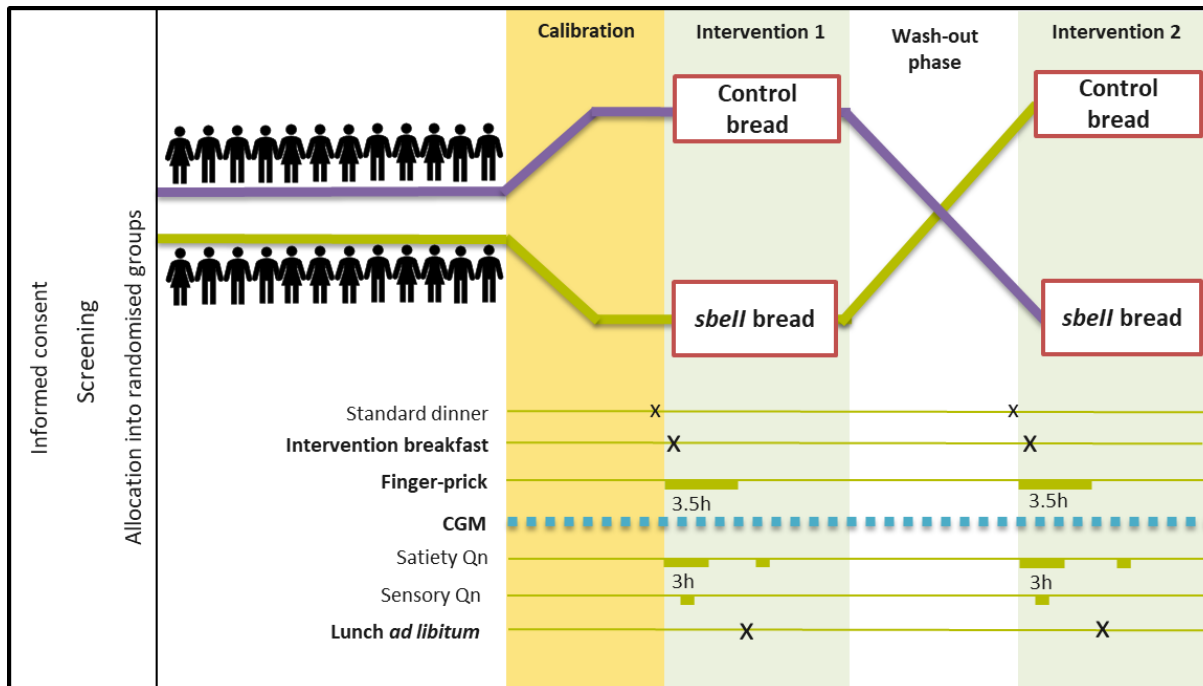 Informed consent
Screening
Allocation into randomised groups
Calibration
Intervention 1
Wash-out
phase
Intervention 2
Control
bread
Control
bread
sbeII bread
sbeII bread
Standard dinner
x
x
Intervention breakfast
X
X
Finger-prick
3.5h
3.5h
CGM
Satiety Qn
3h
3h
Sensory Qn
Lunch ad libitum
X
X